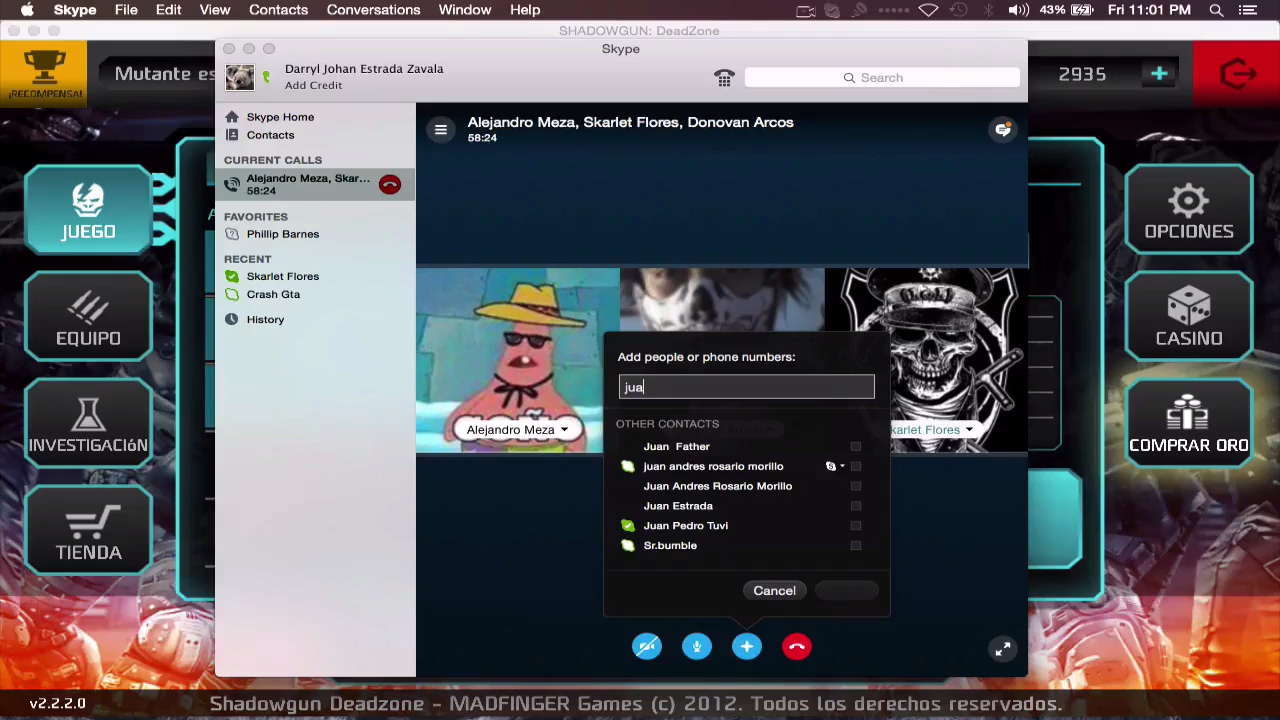 Skype File Edit View Contacts Conversations Window Help 43% Fri 11:01 PM
SHADOWGUN: DeadZone
Skype
¡RECOMPENSA!
Mutante es
Darryl Johan Estrada Zavala
Add Credit
Search
2935
Skype Home
Contacts
CURRENT CALLS
Alejandro Meza, Skar...
58:24
FAVORITES
Phillip Barnes
RECENT
Skarlet Flores
Crash Gta
History
Alejandro Meza, Skarlet Flores, Donovan Arcos
58:24
JUEGO
EQUIPO
INVESTIGACIóN
TIENDA
OPCIONES
CASINO
COMPRAR ORO
Alejandro Meza
karlet Flores
Add people or phone numbers:
jua
OTHER CONTACTS
Juan Father
juan andres rosario morillo
Juan Andres Rosario Morillo
Juan Estrada
Juan Pedro Tuvi
Sr.bumble
Cancel
v2.2.2.0
Shadowgun Deadzone - MADFINGER Games (c) 2012. Todos los derechos reservados.